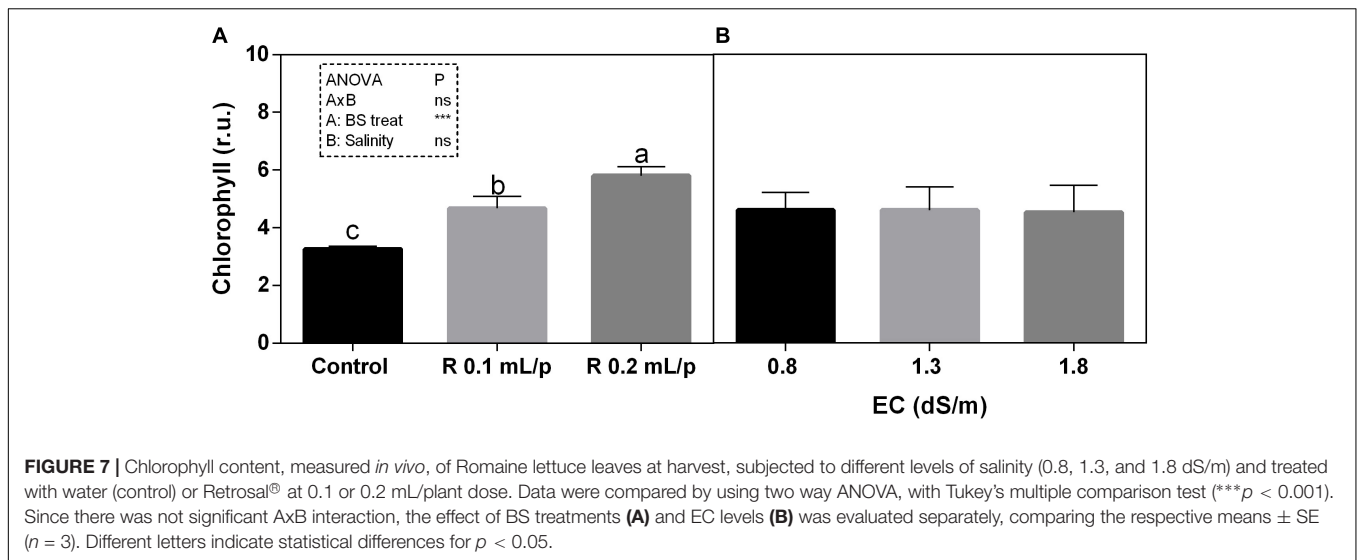 A B
10
ANOVA P
AxB ns
A: BS treat ***
B: Salinity ns
8
6
4
2
0
Chlorophyll (r.u.)
c b a
Control R 0.1 mL/p R 0.2 mL/p 0.8 1.3 1.8
EC (dS/m)
FIGURE 7 | Chlorophyll content, measured in vivo, of Romaine lettuce leaves at harvest, subjected to different levels of salinity (0.8, 1.3, and 1.8 dS/m) and treated
with water (control) or Retrosal® at 0.1 or 0.2 mL/plant dose. Data were compared by using two way ANOVA, with Tukey's multiple comparison test (***p < 0.001).
Since there was not significant AxB interaction, the effect of BS treatments (A) and EC levels (B) was evaluated separately, comparing the respective means ± SE
(n = 3). Different letters indicate statistical differences for p < 0.05.